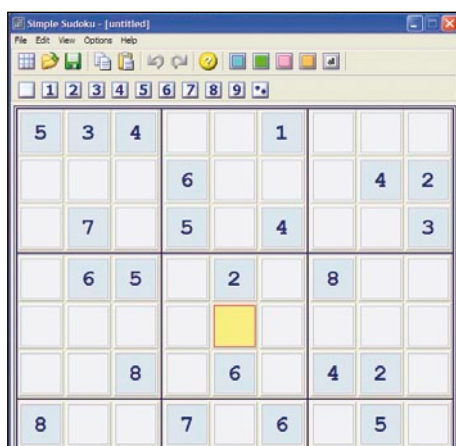 Simple Sudoku - [untitled]
File Edit View Options Help
1 2 3 4 5 6 7 8 9
5 3 4 1
6 4 2
7 5 4 3
6 5 2 8
8 6 4 2
8 7 6 5